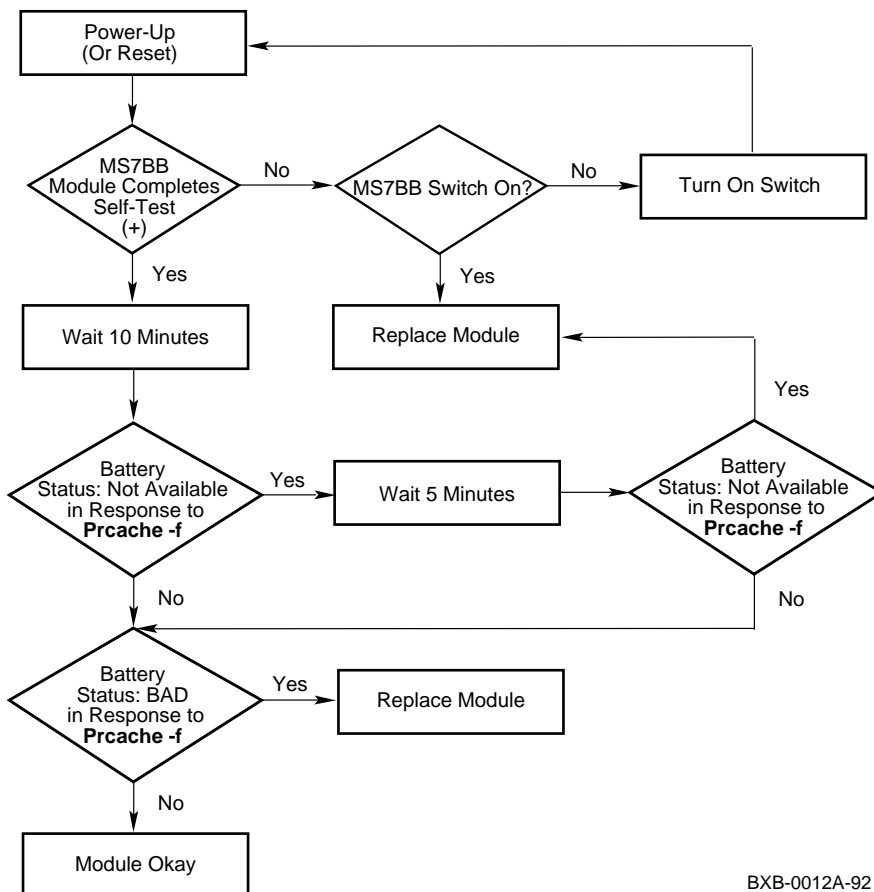 Power-Up
(Or Reset)
MS7BB
Module Completes
Self-Test
(+)
No
MS7BB Switch On?
No
Turn On Switch
Yes
Yes
Wait 10 Minutes
Replace Module
Yes
Battery
Status: Not Available
in Response to
Prcache -f
Yes
Wait 5 Minutes
Battery
Status: Not Available
in Response to
Prcache -f
No
No
Battery
Status: BAD
in Response to
Prcache -f
Yes
Replace Module
No
Module Okay
BXB-0012A-92